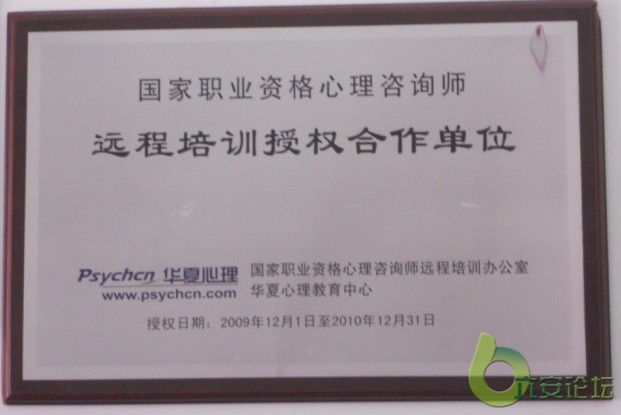 国家职业资格心理咨询师
远程培训授权合作单位
Psychcn 华夏心理
www.psychcn.com
国家职业资格心理咨询师远程培训办公室
华夏心理教育中心
授权日期：2009年12月1日至2010年12月31日
六安论坛